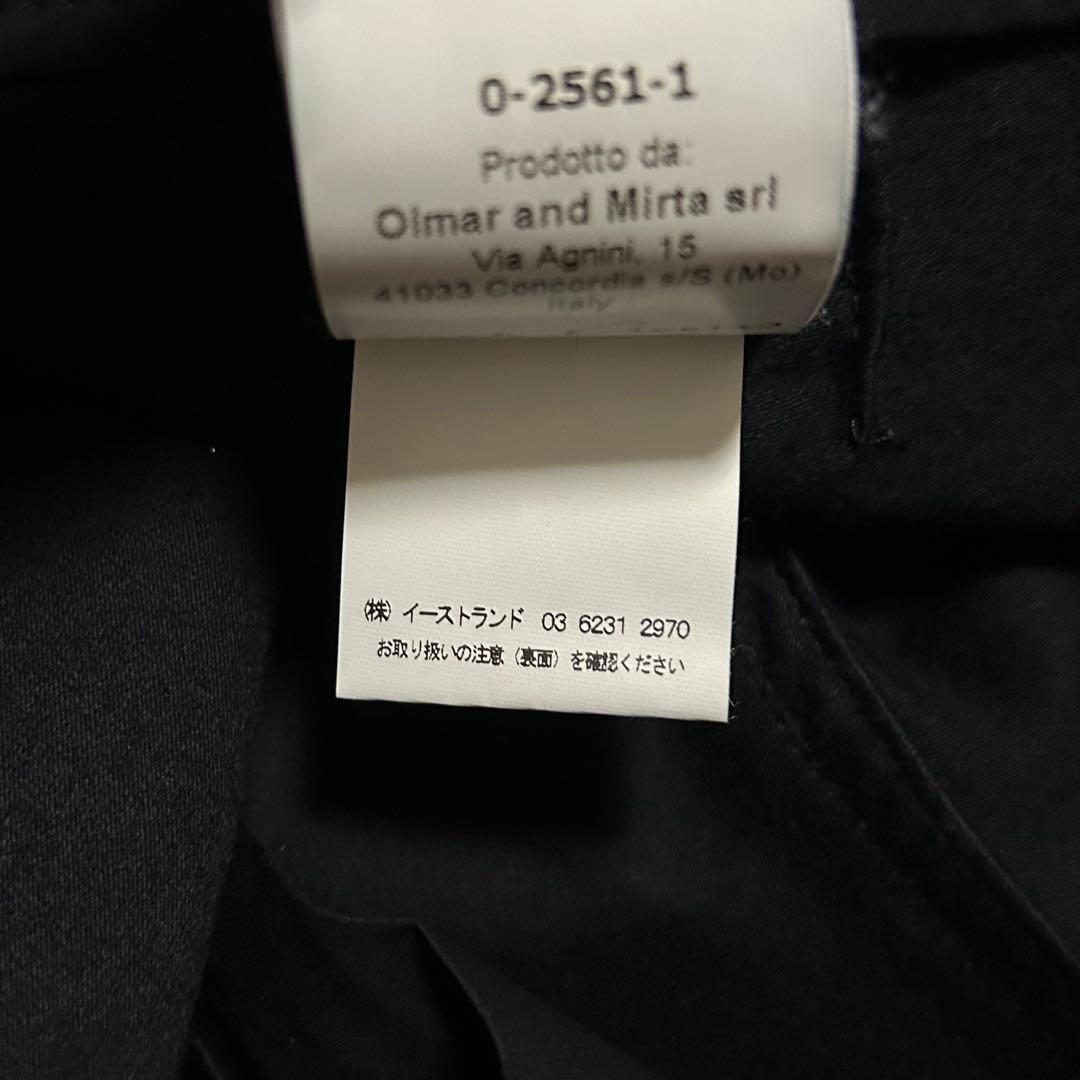 0-2561-1
Prodotto da:
Olmar and Mirta srl
Via Agnini, 15
41033 Concordia s/S (Mo)
Italy
(株) イーストランド 03 6231 2970
お取り扱いの注意 (裏面) を確認ください